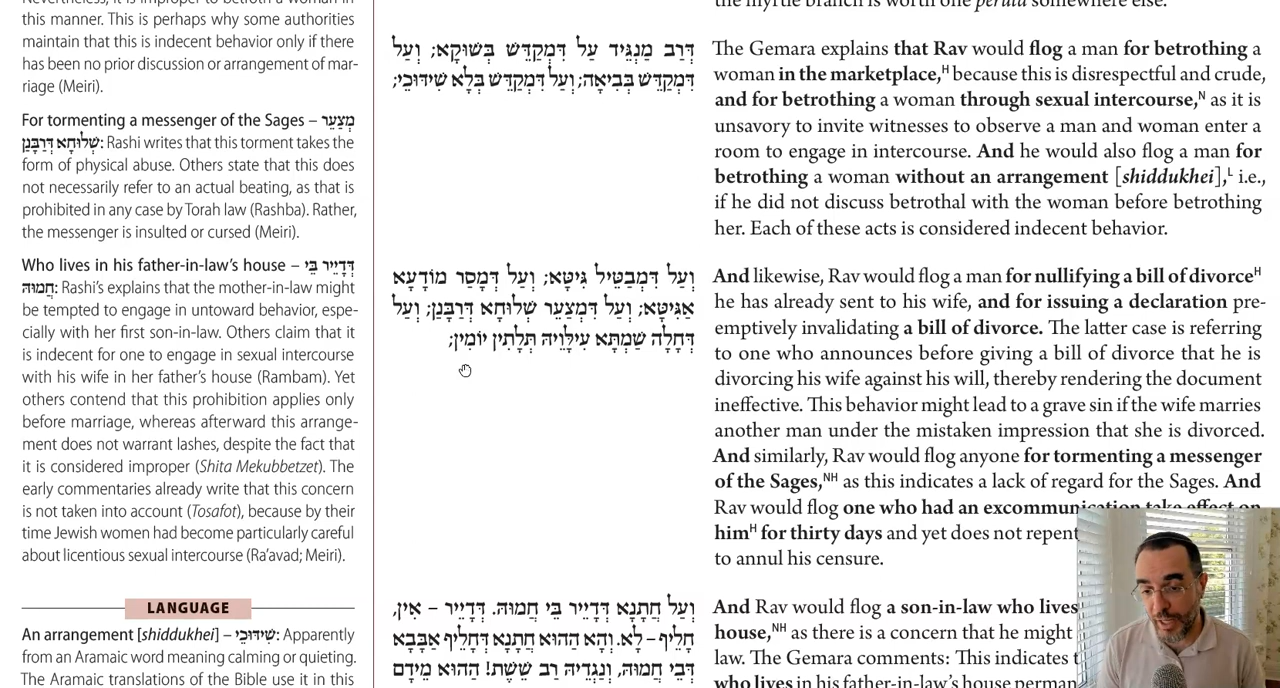 Nevertheless, it is improper to betroth a woman in
this manner. This is perhaps why some authorities
maintain that this is indecent behavior only if there
has been no prior discussion or arrangement of mar-
riage (Meiri).
For tormenting a messenger of the Sages – מְצַעֵר
שְׁלוּחָא דְּרַבָּנַן: Rashi writes that this torment takes the
form of physical abuse. Others state that this does
not necessarily refer to an actual beating, as that is
prohibited in any case by Torah law (Rashba). Rather,
the messenger is insulted or cursed (Meiri).
Who lives in his father-in-law's house – דְּדָיֵיר בֵּי
חֲמוּהּ: Rashi's explains that the mother-in-law might
be tempted to engage in untoward behavior, espe-
cially with her first son-in-law. Others claim that it
is indecent for one to engage in sexual intercourse
with his wife in her father's house (Rambam). Yet
others contend that this prohibition applies only
before marriage, whereas afterward this arrange-
ment does not warrant lashes, despite the fact that
it is considered improper (Shita Mekubbetzet). The
early commentaries already write that this concern
is not taken into account (Tosafot), because by their
time Jewish women had become particularly careful
about licentious sexual intercourse (Ra'avad; Meiri).
LANGUAGE
An arrangement [shiddukhei] – שִׁידּוּכֵי: Apparently
from an Aramaic word meaning calming or quieting.
The Aramaic translations of the Bible use it in this
דְּרַב מְנַגֵּיד עַל דִּמְקַדֵּשׁ בְּשׁוּקָא; וְעַל
דִּמְקַדֵּשׁ בְּבִיאָה; וְעַל דִּמְקַדֵּשׁ בְּלָא שִׁידּוּכֵי;
וְעַל דִּמְבַטֵּיל גִּיטָּא; וְעַל דְּמָסַר מוֹדָעָא
אַגִּיטָּא; וְעַל דִּמְצַעֵר שְׁלוּחָא דְּרַבָּנַן; וְעַל
דְּחָלָה שַׁמְתָּא עִילָּוֵיהּ תְּלָתִין יוֹמִין;
וְעַל חַתְנָא דְּדָיֵיר בֵּי חֲמוּהּ. דְּדָיֵיר – אִין,
חָלֵיף – לָא. וְהָא הַהוּא חַתְנָא דְּחָלֵיף אַבָּבָא
דְּבֵי חֲמוּהּ, וְנַגְּדֵיהּ רַב שֵׁשֶׁת! הַהוּא מֵידָם
the myrtle branch is worth one peruta somewhere else.
The Gemara explains that Rav would flog a man for betrothing a
woman in the marketplace,H because this is disrespectful and crude,
and for betrothing a woman through sexual intercourse,N as it is
unsavory to invite witnesses to observe a man and woman enter a
room to engage in intercourse. And he would also flog a man for
betrothing a woman without an arrangement [shiddukhei],L i.e.,
if he did not discuss betrothal with the woman before betrothing
her. Each of these acts is considered indecent behavior.
And likewise, Rav would flog a man for nullifying a bill of divorceH
he has already sent to his wife, and for issuing a declaration pre-
emptively invalidating a bill of divorce. The latter case is referring
to one who announces before giving a bill of divorce that he is
divorcing his wife against his will, thereby rendering the document
ineffective. This behavior might lead to a grave sin if the wife marries
another man under the mistaken impression that she is divorced.
And similarly, Rav would flog anyone for tormenting a messenger
of the Sages,NH as this indicates a lack of regard for the Sages. And
Rav would flog one who had an excommunication take effect on
himH for thirty days and yet does not repent
to annul his censure.
And Rav would flog a son-in-law who lives
house,NH as there is a concern that he might
law. The Gemara comments: This indicates
who lives in his father-in-law's house